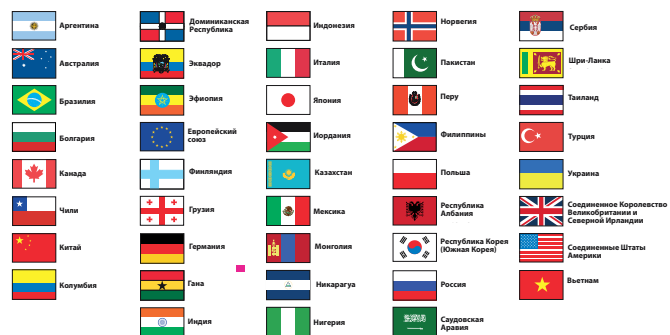 Аргентина
Австралия
Бразилия
Болгария
Канада
Чили
Китай
Колумбия
Доминиканская
Республика
Эквадор
Эфиопия
Европейский
союз
Финляндия
Грузия
Германия
Гана
Индия
Индонезия
Италия
Япония
Иордания
Казахстан
Мексика
Монголия
Никарагуа
Нигерия
Норвегия
Пакистан
Перу
Филиппины
Польша
Республика
Албания
Республика Корея
(Южная Корея)
Россия
Саудовская
Аравия
Сербия
Шри-Ланка
Таиланд
Турция
Украина
Соединенное Королевство
Великобритании и
Северной Ирландии
Соединенные Штаты
Америки
Вьетнам